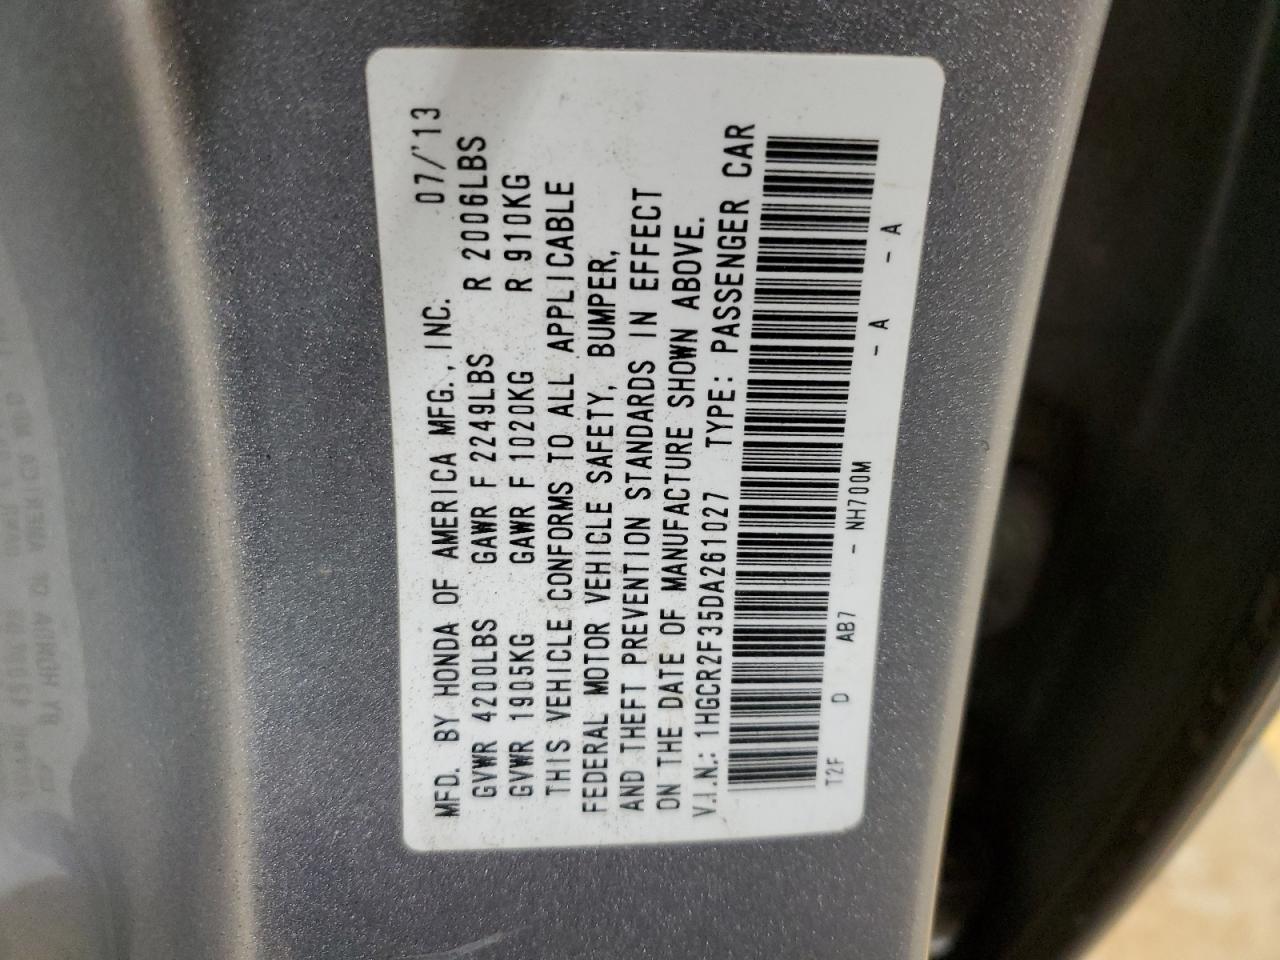 MFD. BY HONDA OF AMERICA MFG., INC. 07/'13
GVWR 4200LBS GAWR F 2249LBS R 2006LBS
GVWR 1905KG GAWR F 1020KG R 910KG
THIS VEHICLE CONFORMS TO ALL APPLICABLE
FEDERAL MOTOR VEHICLE SAFETY, BUMPER,
AND THEFT PREVENTION STANDARDS IN EFFECT
ON THE DATE OF MANUFACTURE SHOWN ABOVE.
V.I.N.: 1HGCR2F35DA261027 TYPE: PASSENGER CAR
T2F D AB7 - NH700M - A - A